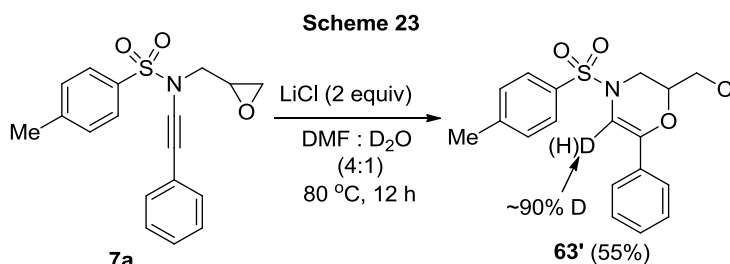 Scheme 23
O O
S
N
O
Me
7a
LiCl (2 equiv)
DMF : D₂O
(4:1)
80 °C, 12 h
O O
S
N
O
Me
(H)D
~90% D
63' (55%)